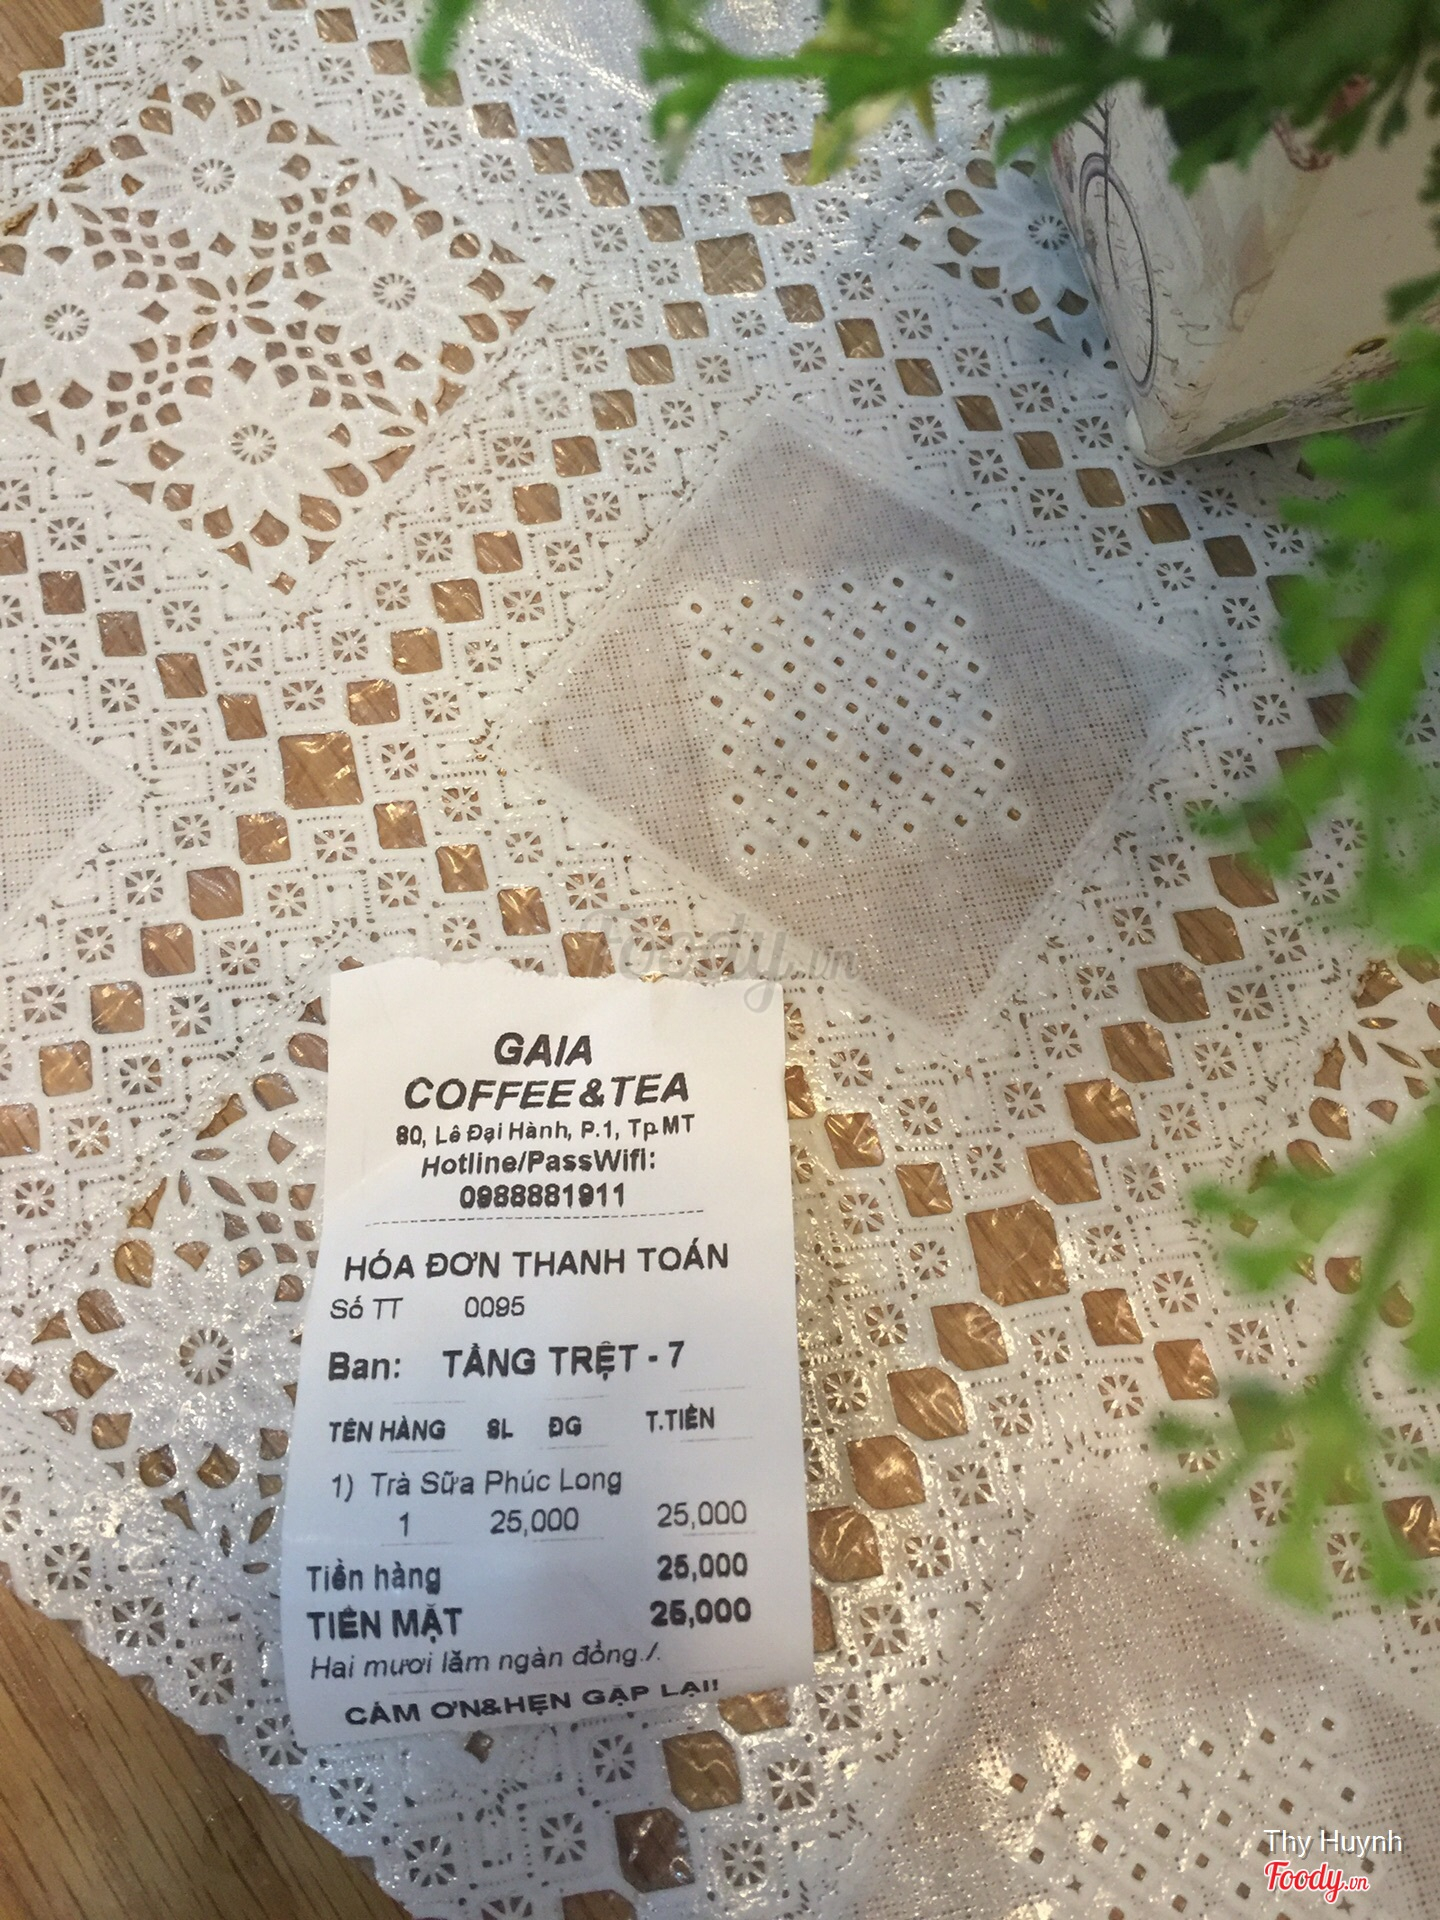 GAIA
COFFEE&TEA
80, Lê Đại Hành, P.1, Tp MT
Hotline/PassWifi:
0988881911
HÓA ĐƠN THANH TOÁN
Số TT 0095
Ban: TẦNG TRỆT - 7
TÊN HÀNG SL ĐG T.TIỀN
1) Trà Sữa Phúc Long
1 25,000 25,000
Tiền hàng 25,000
TIỀN MẶT 25,000
Hai mươi lăm ngàn đồng./.
CÁM ƠN&HẸN GẶP LẠI!
Foody.vn
Thy Huynh
Foody.vn